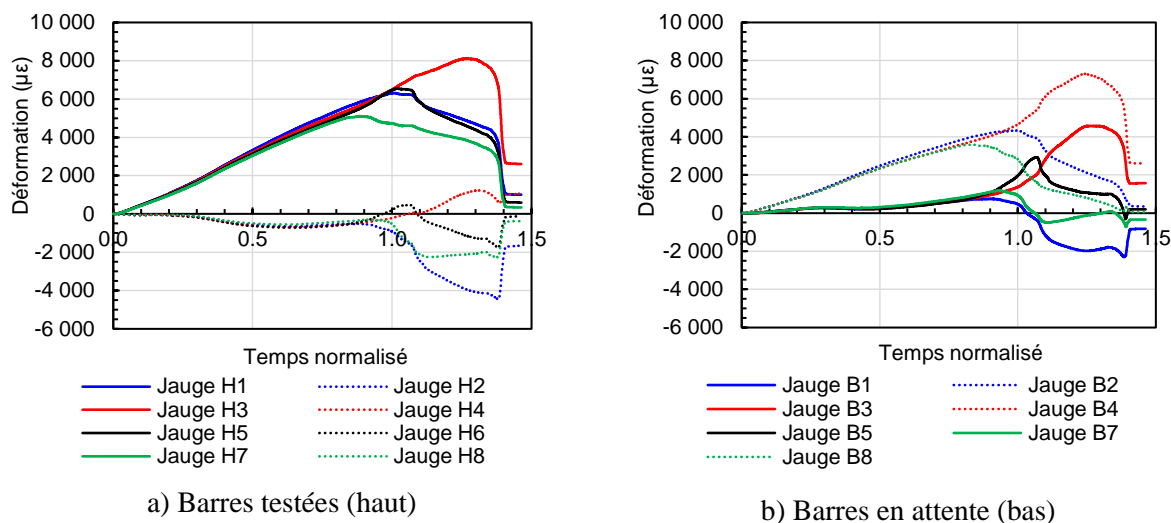 Déformation (με)
10 000
8 000
6 000
4 000
2 000
0
-2 000
-4 000
-6 000
0.0 0.5 1.0 1.5
Temps normalisé
Jauge H1 Jauge H2
Jauge H3 Jauge H4
Jauge H5 Jauge H6
Jauge H7 Jauge H8
a) Barres testées (haut)
Déformation (με)
10 000
8 000
6 000
4 000
2 000
0
-2 000
-4 000
-6 000
0.0 0.5 1.0 1.5
Temps normalisé
Jauge B1 Jauge B2
Jauge B3 Jauge B4
Jauge B5 Jauge B7
Jauge B8
b) Barres en attente (bas)